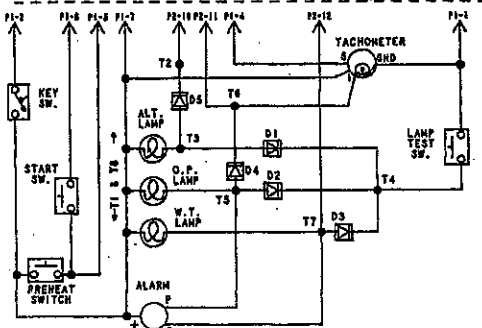 P1-3 P1-8 P1-5 P1-7 P2-10 P2-11 P1-4 P2-12 P1-1
TACHOMETER
T2
S
GND
KEY
SW.
D5
T6
ALT.
LAMP
T3
D1
LAMP
TEST
SW.
START
SW.
O.P.
LAMP
D4
D2
T4
T1 & T8
T5
W.T.
LAMP
T7
D3
PREHEAT
SWITCH
ALARM
P
+